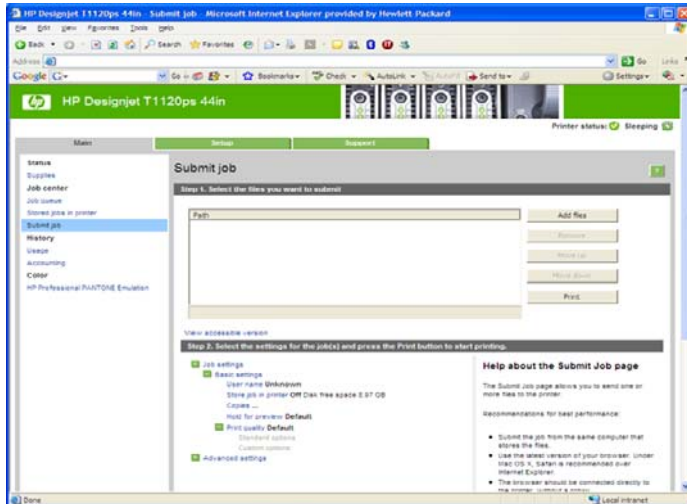 HP Designjet T1120ps 44in - Submit job - Microsoft Internet Explorer provided by Hewlett Packard
File Edit View Favorites Tools Help
Back Search Favorites
Address Go Links
Google Go Bookmarks Check AutoLink AutoFill Send to Settings
HP Designjet T1120ps 44in
Printer status: Sleeping
Main Setup Support
Status
Supplies
Job center
Job queue
Stored jobs in printer
Submit job
History
Usage
Accounting
Color
HP Professional PANTONE Emulation
Submit job
Step 1. Select the files you want to submit
Path
Add files
Remove
Move up
Move down
Print
View accessible version
Step 2. Select the settings for the job(s) and press the Print button to start printing.
Job settings
Basic settings
User name Unknown
Store job in printer Off Disk free space 8.97 GB
Copies ...
Hold for preview Default
Print quality Default
Standard options
Custom options
Advanced settings
Help about the Submit Job page
The Submit Job page allows you to send one or
more files to the printer.
Recommendations for best performance:
Submit the job from the same computer that
stores the files.
Use the latest version of your browser. Under
Mac OS X, Safari is recommended over
Internet Explorer.
The browser should be connected directly to
the printer, without a proxy.
Done
Local intranet